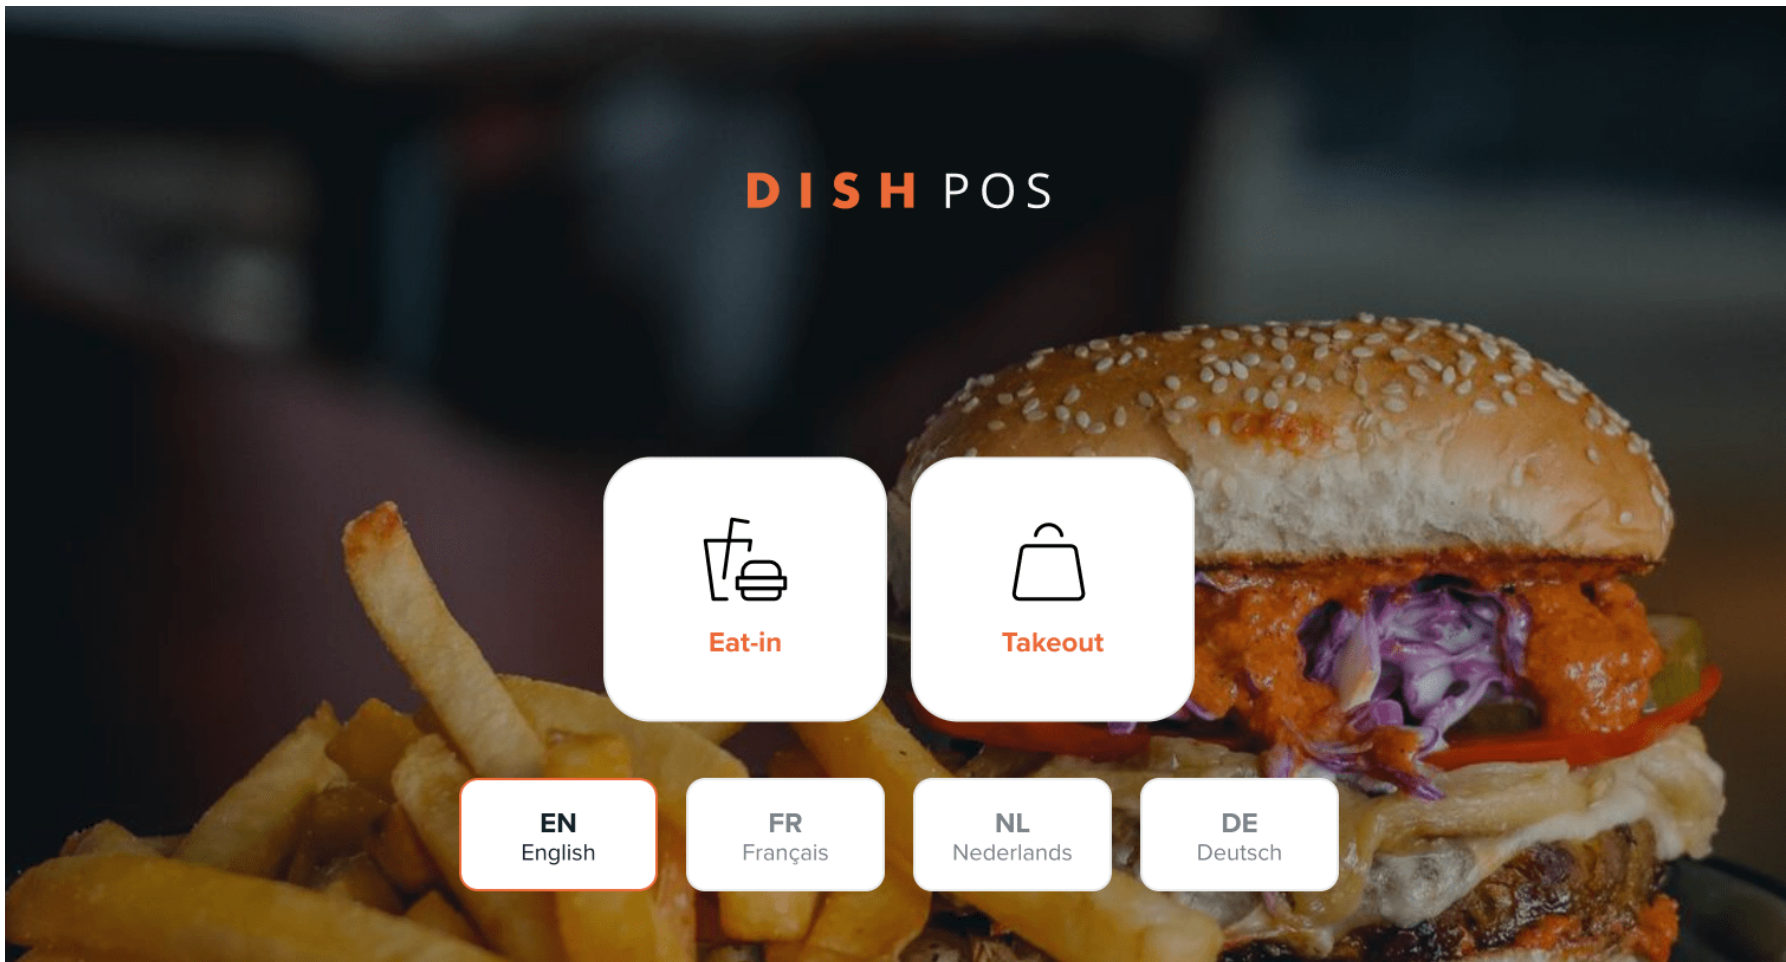 DISH POS
Eat-in
Takeout
EN
English
FR
Français
NL
Nederlands
DE
Deutsch